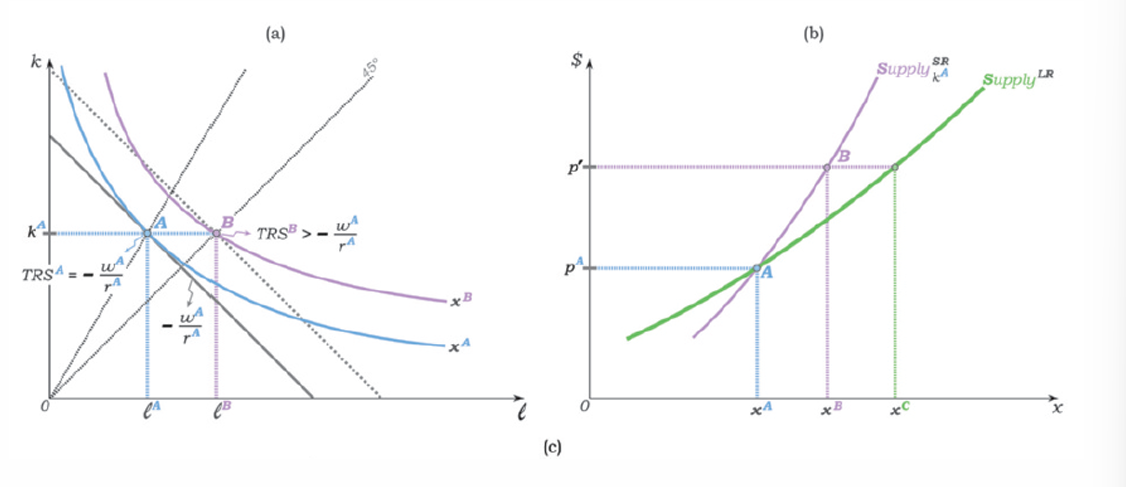 (a)
k
45°
k^A
A
B
TRS^B > - w^A / r^A
TRS^A = - w^A / r^A
- w^A / r^A
x^B
x^A
0
ℓ^A
ℓ^B
ℓ
(b)
$
Supply^SR_k^A
Supply^LR
p'
B
p^A
A
0
x^A
x^B
x^C
x
(c)